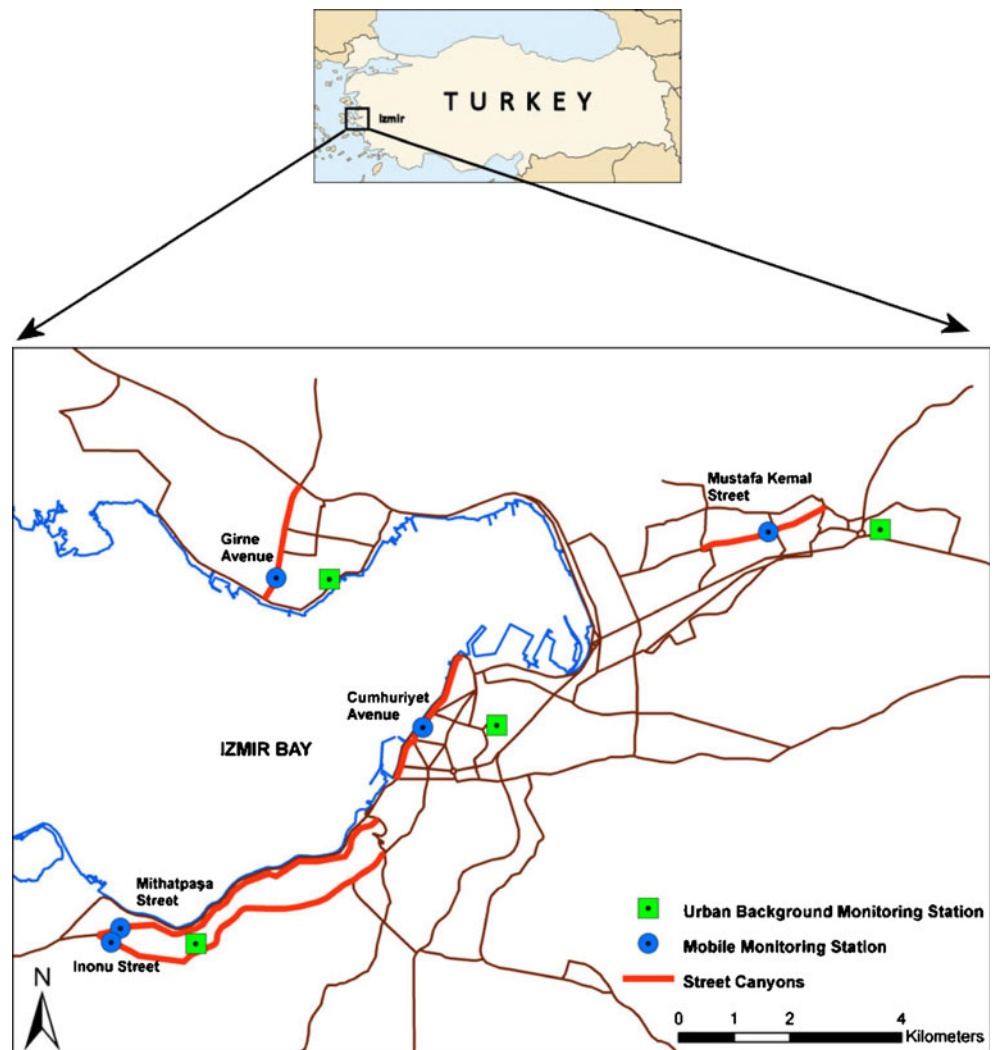 TURKEY
Izmir
Mustafa Kemal
Street
Girne
Avenue
Cumhuriyet
Avenue
IZMIR BAY
Mithatpaşa
Street
Inonu Street
Urban Background Monitoring Station
Mobile Monitoring Station
Street Canyons
N
0 1 2 4
Kilometers